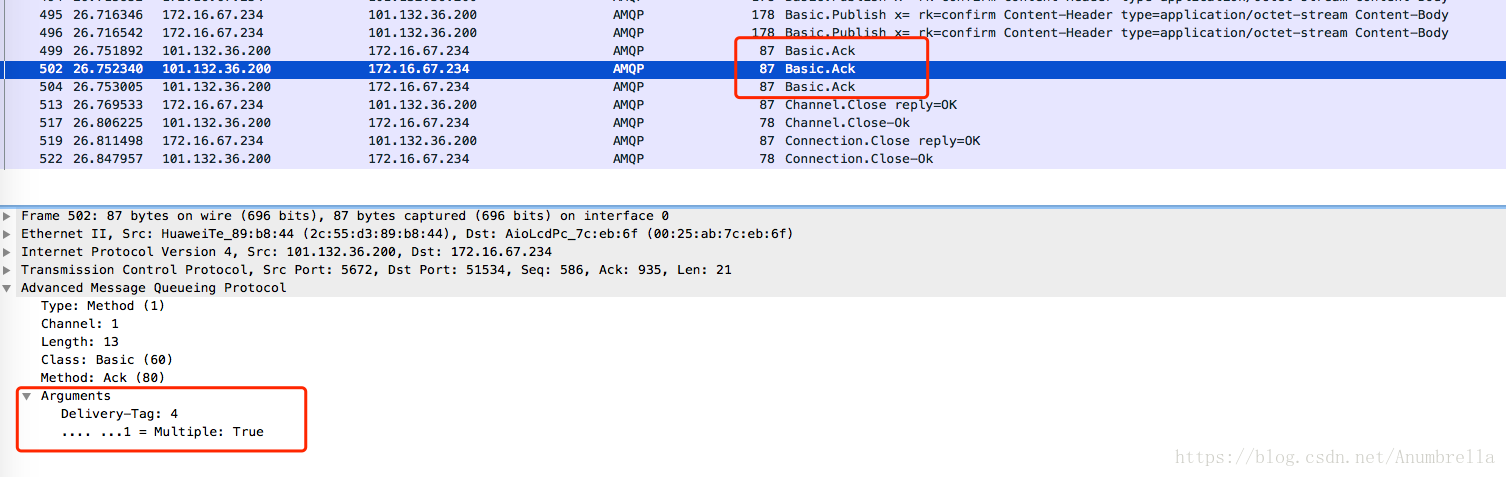 495 26.716346 172.16.67.234 101.132.36.200 AMQP 178 Basic.Publish x= rk=confirm Content-Header type=application/octet-stream Content-Body
496 26.716542 172.16.67.234 101.132.36.200 AMQP 178 Basic.Publish x= rk=confirm Content-Header type=application/octet-stream Content-Body
499 26.751892 101.132.36.200 172.16.67.234 AMQP 87 Basic.Ack
502 26.752340 101.132.36.200 172.16.67.234 AMQP 87 Basic.Ack
504 26.753005 101.132.36.200 172.16.67.234 AMQP 87 Basic.Ack
513 26.769533 172.16.67.234 101.132.36.200 AMQP 87 Channel.Close reply=OK
517 26.806225 101.132.36.200 172.16.67.234 AMQP 78 Channel.Close-Ok
519 26.811498 172.16.67.234 101.132.36.200 AMQP 87 Connection.Close reply=OK
522 26.847957 101.132.36.200 172.16.67.234 AMQP 78 Connection.Close-Ok
Frame 502: 87 bytes on wire (696 bits), 87 bytes captured (696 bits) on interface 0
Ethernet II, Src: HuaweiTe_89:b8:44 (2c:55:d3:89:b8:44), Dst: AioLcdPc_7c:eb:6f (00:25:ab:7c:eb:6f)
Internet Protocol Version 4, Src: 101.132.36.200, Dst: 172.16.67.234
Transmission Control Protocol, Src Port: 5672, Dst Port: 51534, Seq: 586, Ack: 935, Len: 21
Advanced Message Queueing Protocol
Type: Method (1)
Channel: 1
Length: 13
Class: Basic (60)
Method: Ack (80)
Arguments
Delivery-Tag: 4
.... ...1 = Multiple: True
https://blog.csdn.net/Anumbrella